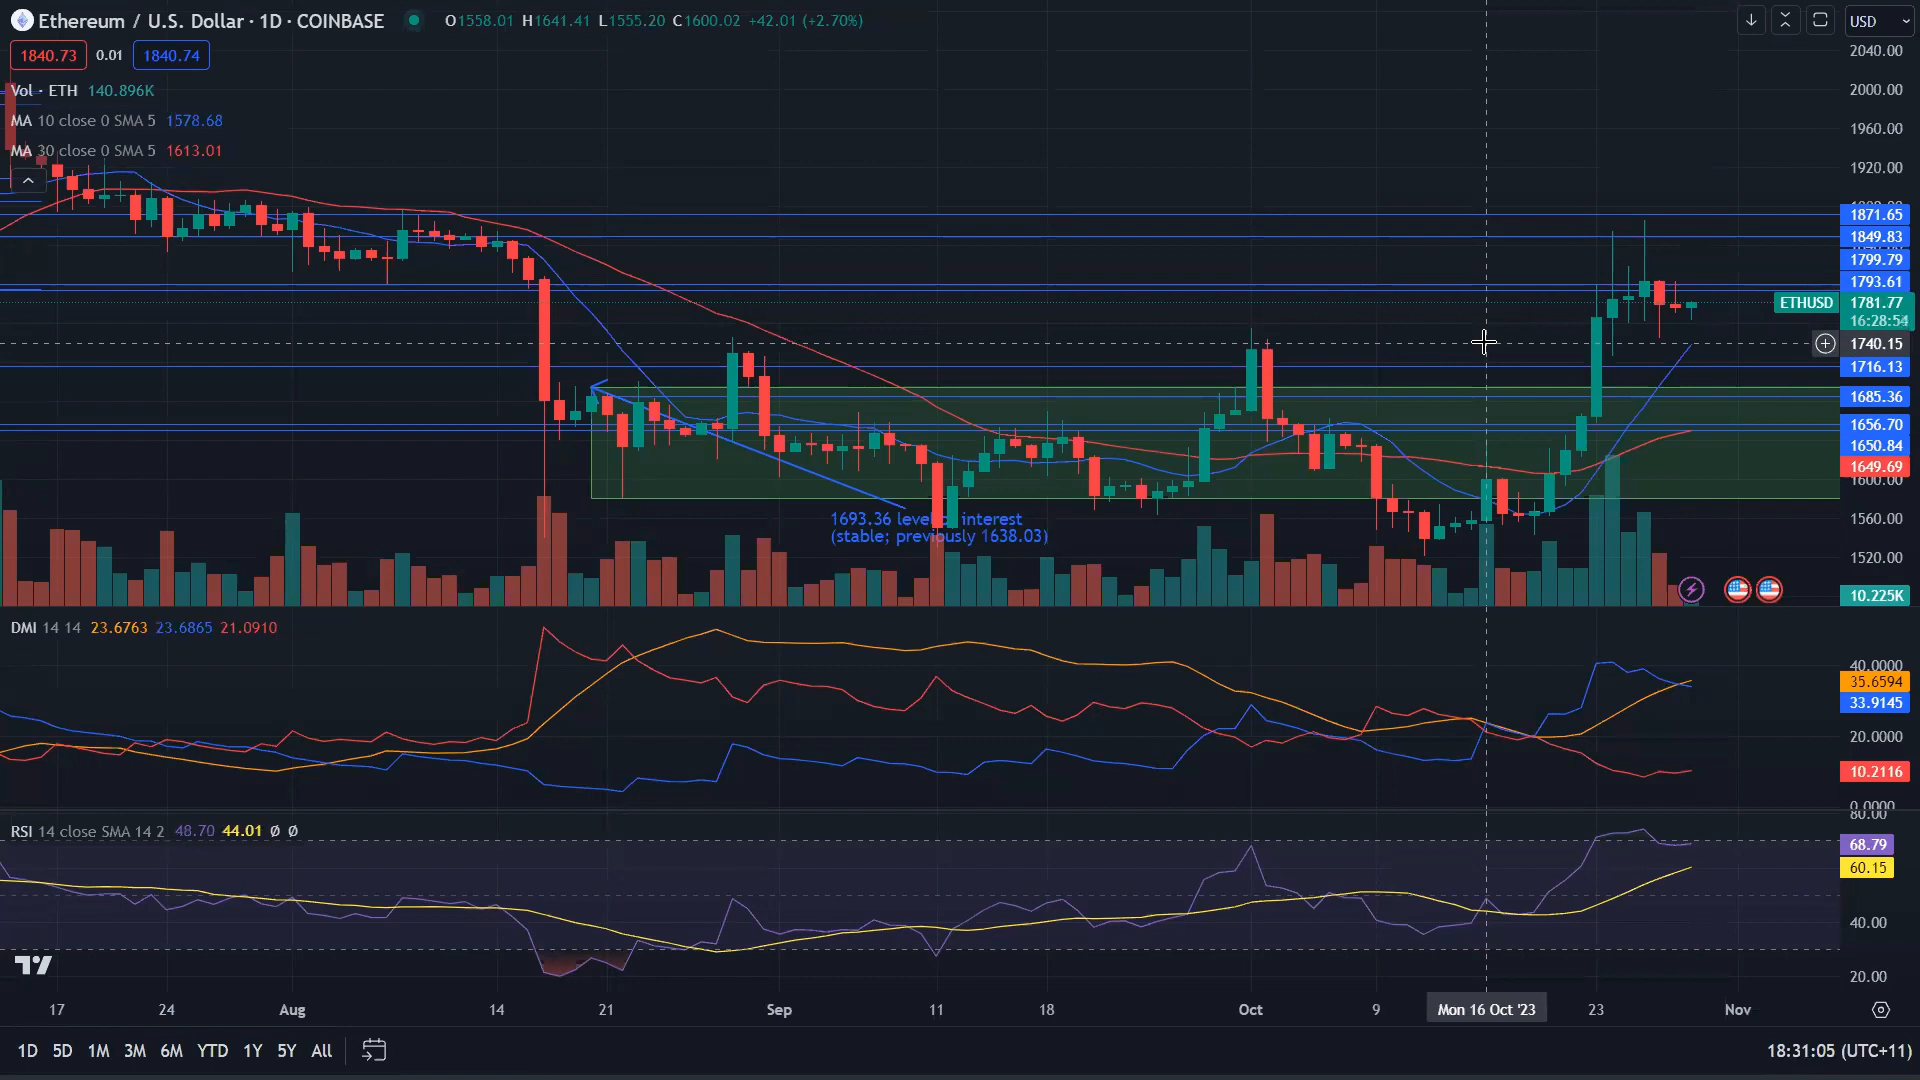 Ethereum / U.S. Dollar · 1D · COINBASE O1558.01 H1641.41 L1555.20 C1600.02 +42.01 (+2.70%) USD
1840.73 0.01 1840.74
Vol · ETH 140.896K
MA 10 close 0 SMA 5 1578.68
MA 30 close 0 SMA 5 1613.01
2040.00
2000.00
1960.00
1920.00
1871.65
1849.83
1799.79
1793.61
ETHUSD 1781.77
16:28:54
1740.15
1716.13
1685.36
1656.70
1650.84
1649.69
1600.00
1693.36 level interest
(stable; previously 1638.03)
1560.00
1520.00
10.225K
DMI 14 14 23.6763 23.6865 21.0910
40.0000
35.6594
33.9145
20.0000
10.2116
0.0000
80.00
RSI 14 close SMA 14 2 48.70 44.01 Ø Ø
68.79
60.15
40.00
20.00
17 24 Aug 14 21 Sep 11 18 Oct 9 Mon 16 Oct '23 23 Nov
1D 5D 1M 3M 6M YTD 1Y 5Y All 18:31:05 (UTC+11)